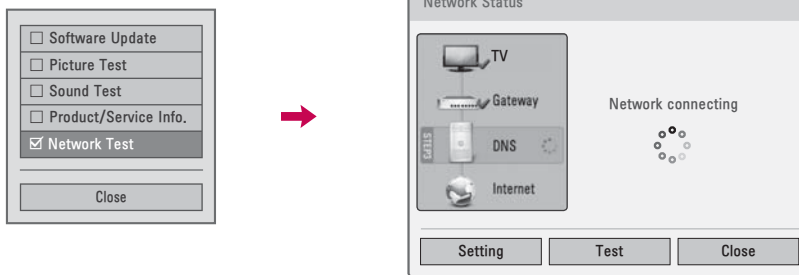 Software Update
Picture Test
Sound Test
Product/Service Info.
Network Test
Close
Network Status
TV
Gateway
STEP3
DNS
Internet
Network connecting
Setting
Test
Close